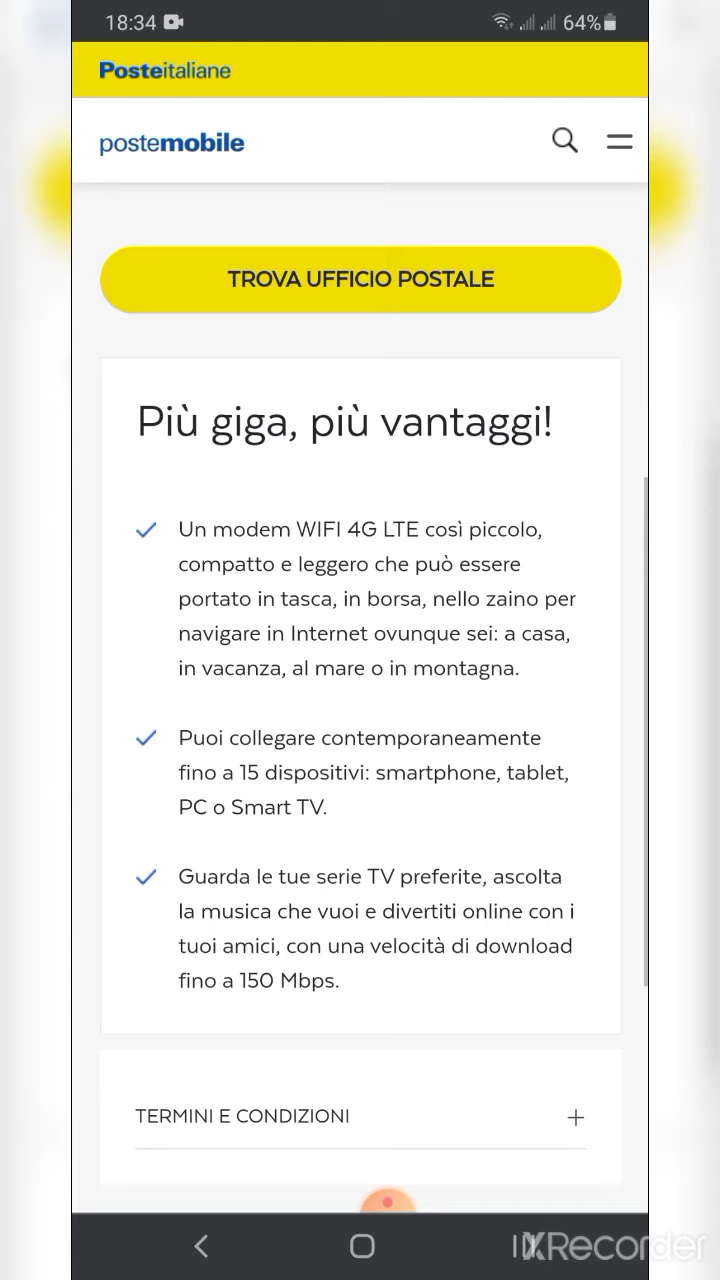 18:34 64%
Posteitaliane
postemobile
TROVA UFFICIO POSTALE
Più giga, più vantaggi!
Un modem WIFI 4G LTE così piccolo,
compatto e leggero che può essere
portato in tasca, in borsa, nello zaino per
navigare in Internet ovunque sei: a casa,
in vacanza, al mare o in montagna.
Puoi collegare contemporaneamente
fino a 15 dispositivi: smartphone, tablet,
PC o Smart TV.
Guarda le tue serie TV preferite, ascolta
la musica che vuoi e divertiti online con i
tuoi amici, con una velocità di download
fino a 150 Mbps.
TERMINI E CONDIZIONI
XRecorder